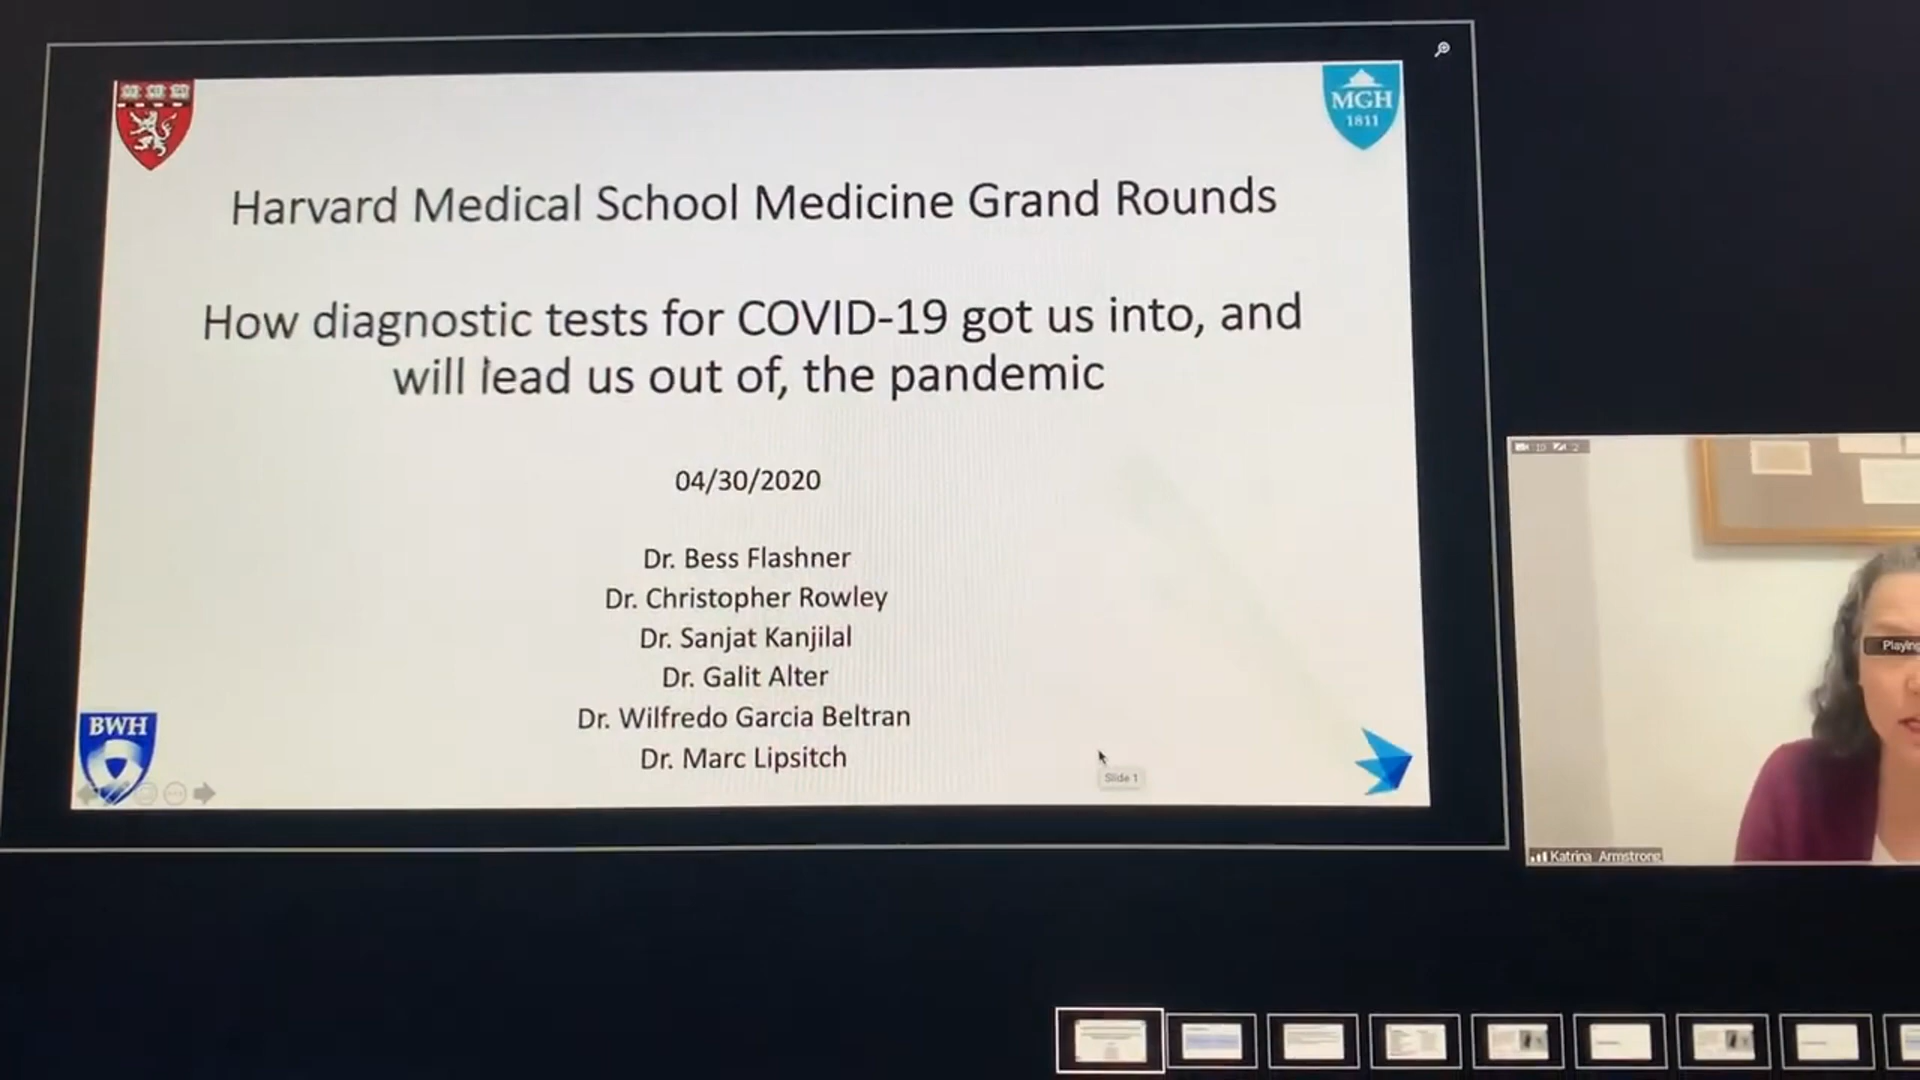 MGH
1811
Harvard Medical School Medicine Grand Rounds
How diagnostic tests for COVID-19 got us into, and
will lead us out of, the pandemic
04/30/2020
Dr. Bess Flashner
Dr. Christopher Rowley
Dr. Sanjat Kanjilal
Dr. Galit Alter
Dr. Wilfredo Garcia Beltran
Dr. Marc Lipsitch
BWH
Slide 1
Playing
Katrina Armstrong